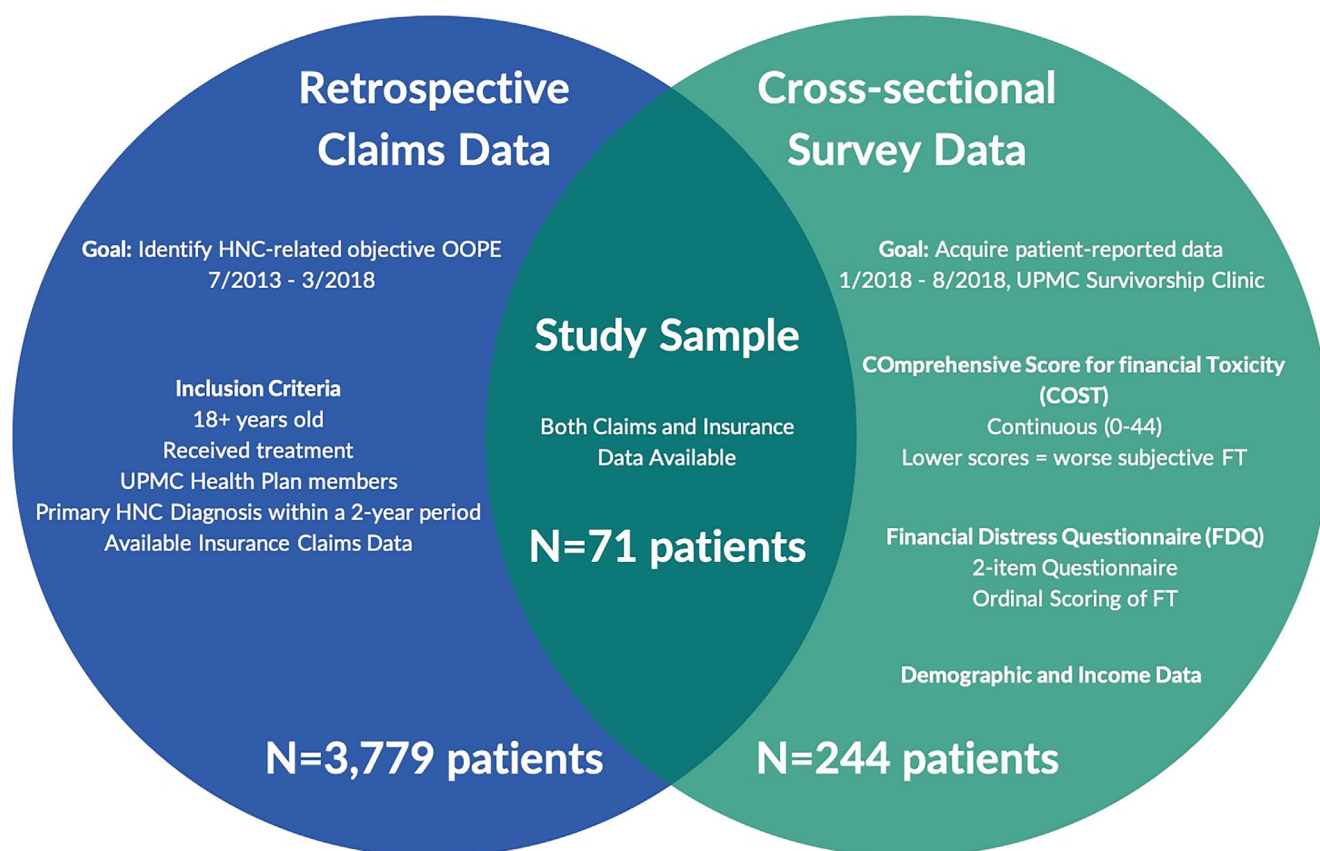 Retrospective
Claims Data
Goal: Identify HNC-related objective OOPE
7/2013 - 3/2018
Inclusion Criteria
18+ years old
Received treatment
UPMC Health Plan members
Primary HNC Diagnosis within a 2-year period
Available Insurance Claims Data
N=3,779 patients
Study Sample
Both Claims and Insurance
Data Available
N=71 patients
Cross-sectional
Survey Data
Goal: Acquire patient-reported data
1/2018 - 8/2018, UPMC Survivorship Clinic
COmprehensive Score for financial Toxicity
(COST)
Continuous (0-44)
Lower scores = worse subjective FT
Financial Distress Questionnaire (FDQ)
2-item Questionnaire
Ordinal Scoring of FT
Demographic and Income Data
N=244 patients